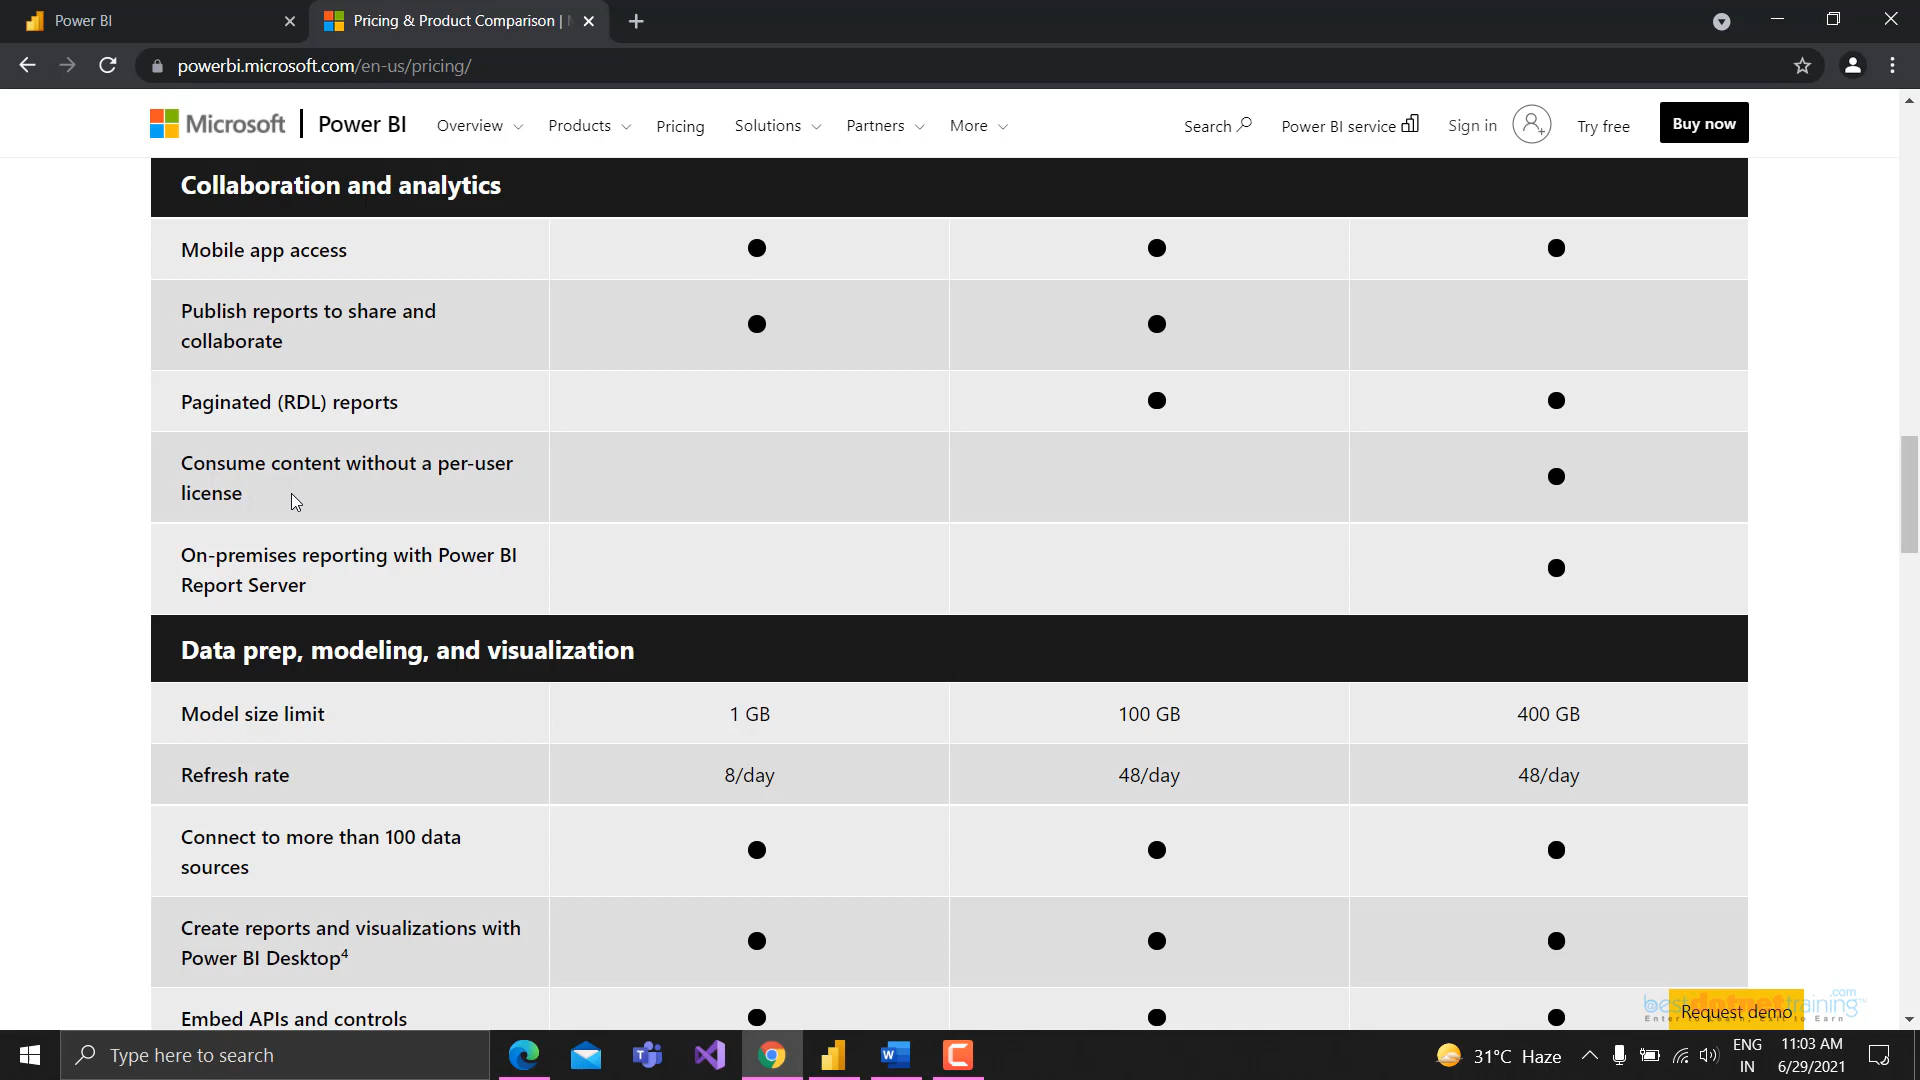 Power BI
Pricing & Product Comparison |
powerbi.microsoft.com/en-us/pricing/
Microsoft Power BI Overview Products Pricing Solutions Partners More Search Power BI service Sign in Try free Buy now
Collaboration and analytics
Mobile app access
Publish reports to share and
collaborate
Paginated (RDL) reports
Consume content without a per-user
license
On-premises reporting with Power BI
Report Server
Data prep, modeling, and visualization
Model size limit 1 GB 100 GB 400 GB
Refresh rate 8/day 48/day 48/day
Connect to more than 100 data
sources
Create reports and visualizations with
Power BI Desktop4
Embed APIs and controls
bestdotnettraining.com
Request demo
Type here to search
31°C Haze
ENG
IN
11:03 AM
6/29/2021